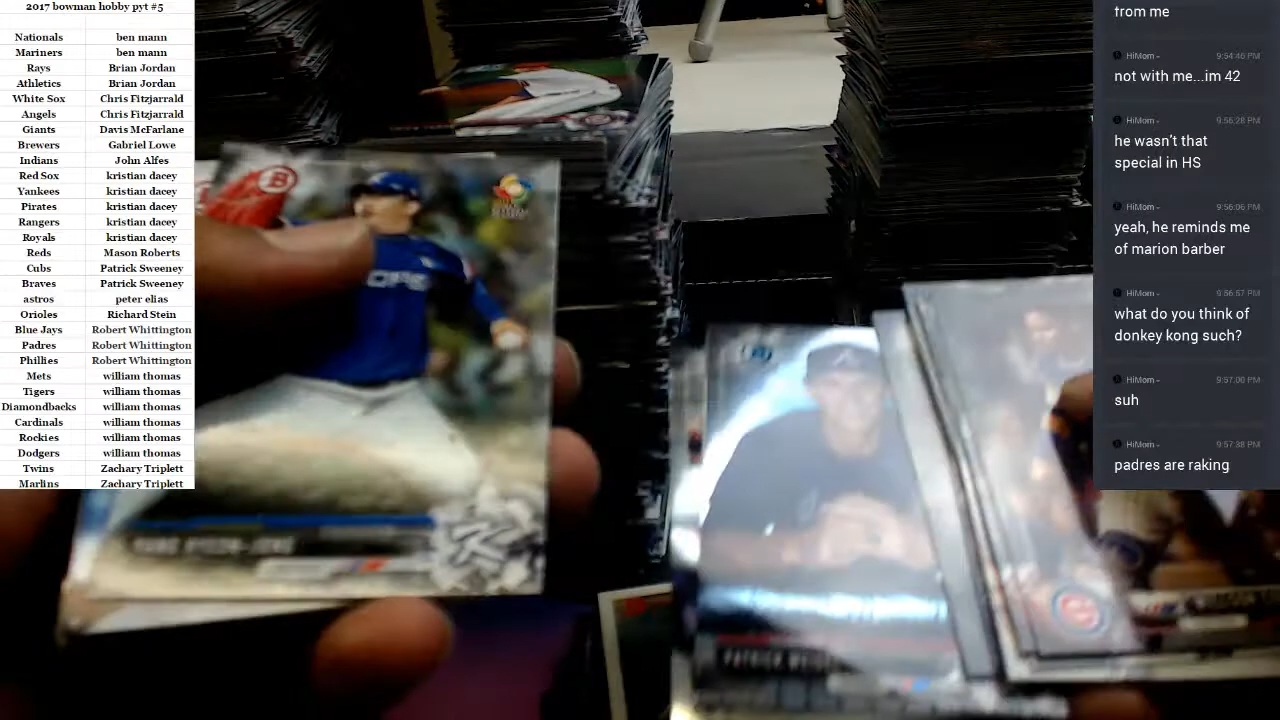 2017 bowman hobby pyt #5
Nationals ben mann
Mariners ben mann
Rays Brian Jordan
Athletics Brian Jordan
White Sox Chris Fitzjarrald
Angels Chris Fitzjarrald
Giants Davis McFarlane
Brewers Gabriel Lowe
Indians John Alfes
Red Sox kristian dacey
Yankees kristian dacey
Pirates kristian dacey
Rangers kristian dacey
Royals kristian dacey
Reds Mason Roberts
Cubs Patrick Sweeney
Braves Patrick Sweeney
astros peter elias
Orioles Richard Stein
Blue Jays Robert Whittington
Padres Robert Whittington
Phillies Robert Whittington
Mets william thomas
Tigers william thomas
Diamondbacks william thomas
Cardinals william thomas
Rockies william thomas
Dodgers william thomas
Twins Zachary Triplett
Marlins Zachary Triplett
B
PATRICK
from me
HiMom 9:54:46 PM
not with me...im 42
HiMom 9:56:28 PM
he wasn't that
special in HS
HiMom 9:56:06 PM
yeah, he reminds me
of marion barber
HiMom 9:56:57 PM
what do you think of
donkey kong such?
HiMom 9:57:00 PM
suh
HiMom 9:57:38 PM
padres are raking